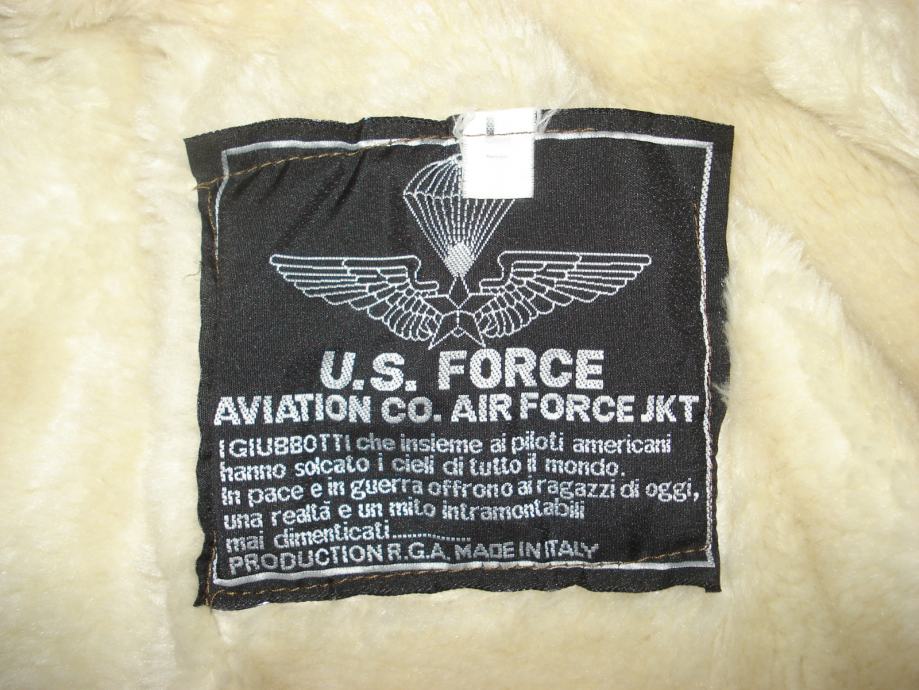 U.S. FORCE
AVIATION CO. AIR FORCE JKT
I GIUBBOTTI che insieme ai piloti americani
hanno solcato i cieli di tutto il mondo.
In pace e in guerra offrono ai ragazzi di oggi,
una realtà e un mito intramontabili
mai dimenticati..............
PRODUCTION R.G.A. MADE IN ITALY